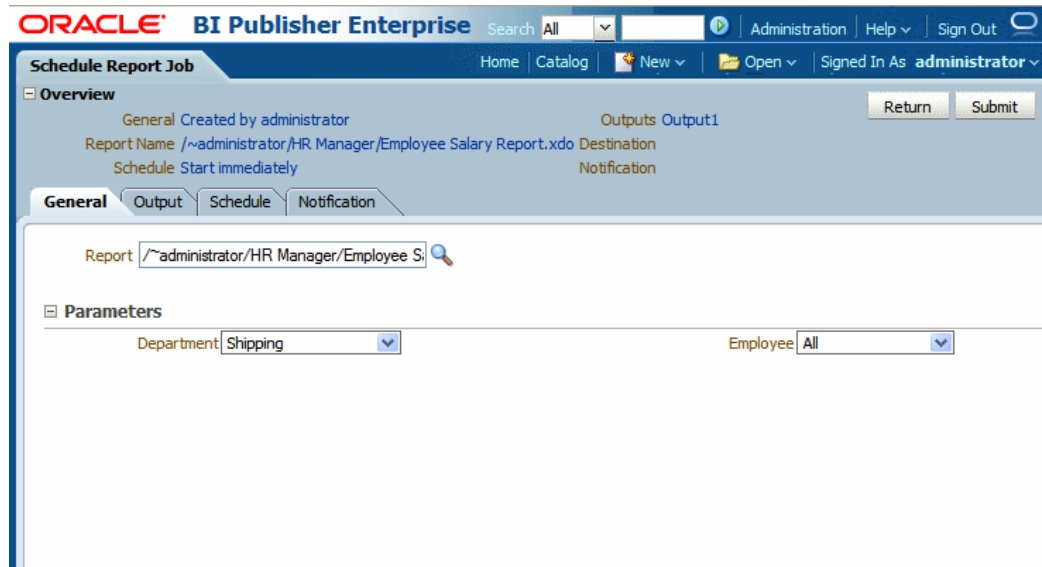 ORACLE BI Publisher Enterprise Search All Administration Help Sign Out
Schedule Report Job Home Catalog New Open Signed In As administrator
Overview Return Submit
General Created by administrator Outputs Output1
Report Name /~administrator/HR Manager/Employee Salary Report.xdo Destination
Schedule Start immediately Notification
General Output Schedule Notification
Report /~administrator/HR Manager/Employee Sa
Parameters
Department Shipping Employee All